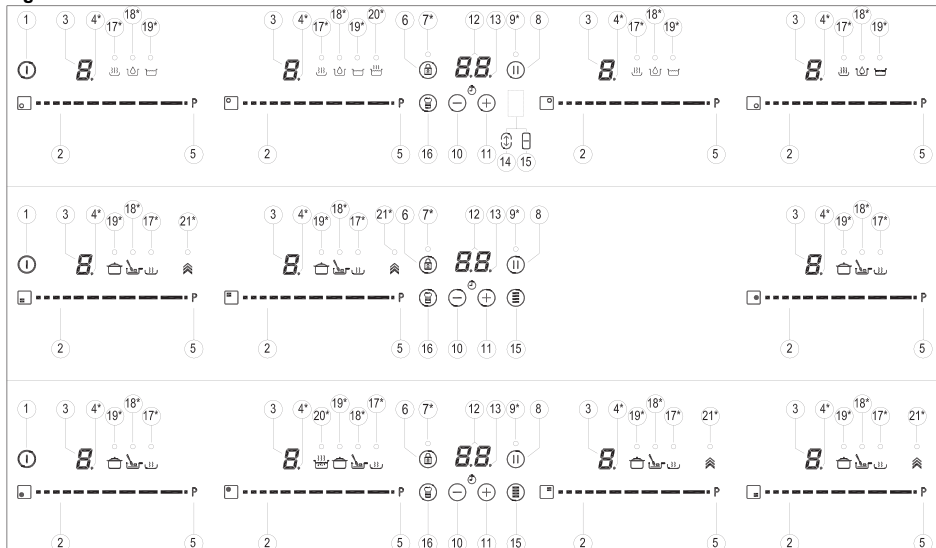 1 3 4* 17* 18* 19* 3 4* 17* 18* 19* 20* 6 7* 12 13 9* 8 3 4* 17* 18* 19* 3 4* 17* 18* 19*
8. 8. 8.8. 8. 8.
P P P P
2 5 2 5 16 10 11 14 15 2 5 2 5
1 3 4* 19* 18* 17* 21* 3 4* 19* 18* 17* 21* 6 7* 12 13 9* 8 3 4* 19* 18* 17*
8. 8. 8.8. 8.
P P P
2 5 2 5 16 10 11 15 2 5
1 3 4* 19* 18* 17* 3 4* 20* 19* 18* 17* 6 7* 12 13 9* 8 3 4* 19* 18* 17* 21* 3 4* 19* 18* 17* 21*
8. 8. 8.8. 8. 8.
P P P P
2 5 2 5 16 10 11 15 2 5 2 5